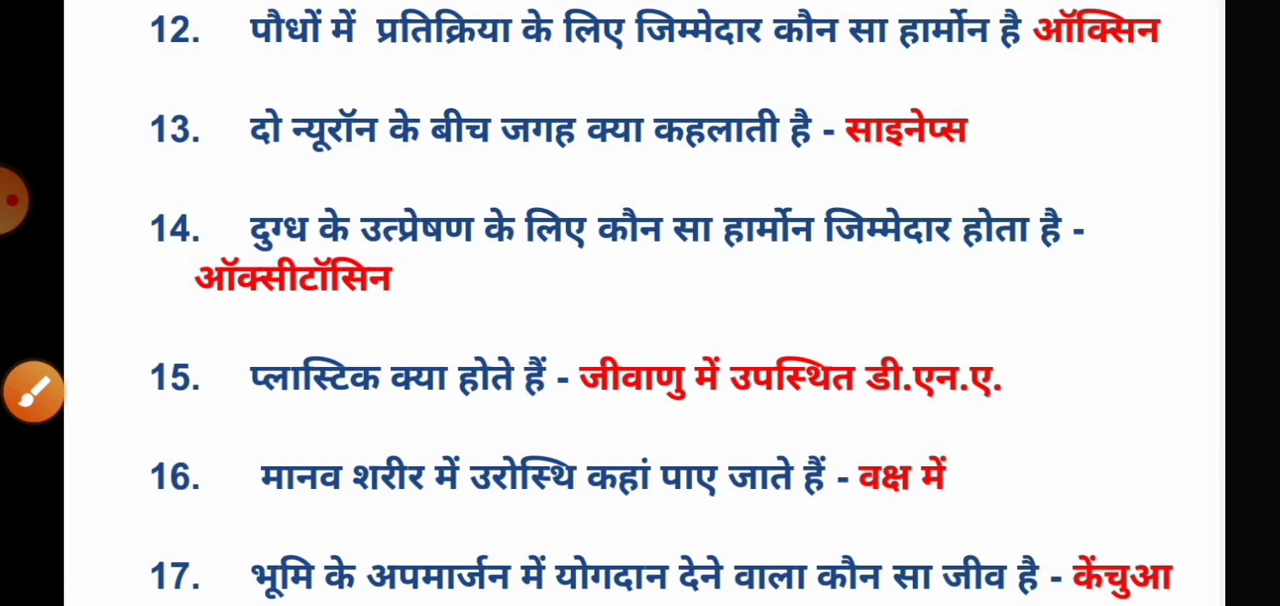 12. पौधों में प्रतिक्रिया के लिए जिम्मेदार कौन सा हार्मोन है ऑक्सिन
13. दो न्यूरॉन के बीच जगह क्या कहलाती है - साइनेप्स
14. दुग्ध के उत्प्रेषण के लिए कौन सा हार्मोन जिम्मेदार होता है -
ऑक्सीटॉसिन
15. प्लास्टिक क्या होते हैं - जीवाणु में उपस्थित डी.एन.ए.
16. मानव शरीर में उरोस्थि कहां पाए जाते हैं - वक्ष में
17. भूमि के अपमार्जन में योगदान देने वाला कौन सा जीव है - केंचुआ